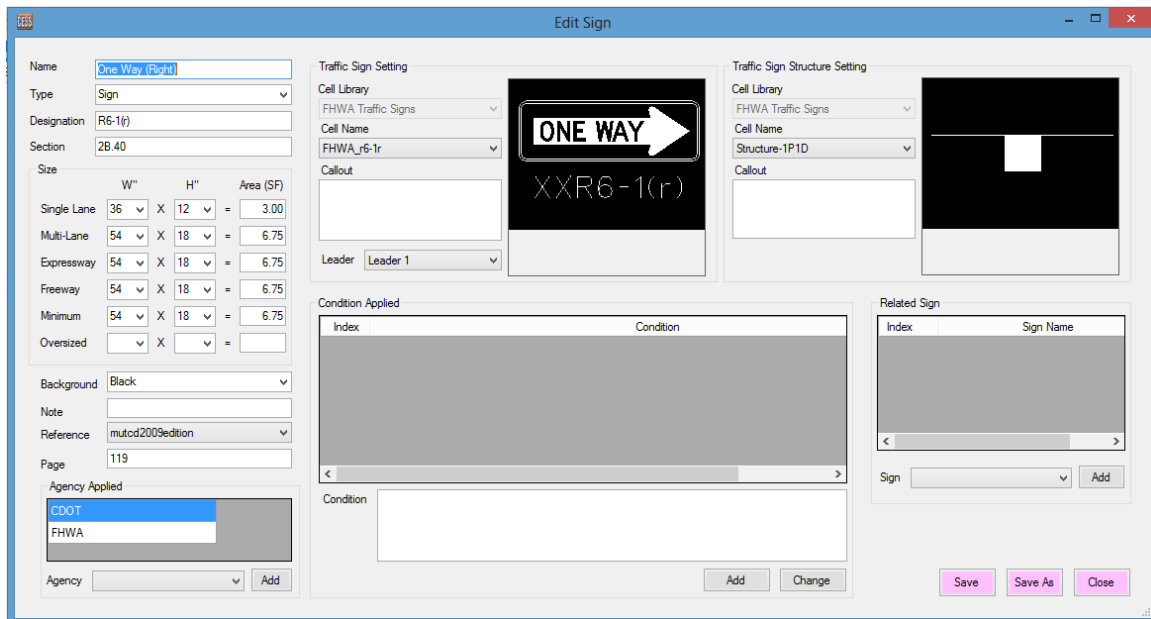 CESS
Edit Sign
Name One Way (Right)
Type Sign
Designation R6-1(r)
Section 2B.40
Size
W" H" Area (SF)
Single Lane 36 X 12 = 3.00
Multi-Lane 54 X 18 = 6.75
Expressway 54 X 18 = 6.75
Freeway 54 X 18 = 6.75
Minimum 54 X 18 = 6.75
Oversized X =
Background Black
Note
Reference mutcd2009edition
Page 119
Agency Applied
CDOT
FHWA
Agency Add
Traffic Sign Setting
Cell Library
FHWA Traffic Signs
Cell Name
FHWA_r6-1r
Callout
Leader Leader 1
ONE WAY
XXR6-1(r)
Traffic Sign Structure Setting
Cell Library
FHWA Traffic Signs
Cell Name
Structure-1P1D
Callout
Condition Applied
Index Condition
Condition
Add Change
Related Sign
Index Sign Name
Sign Add
Save Save As Close